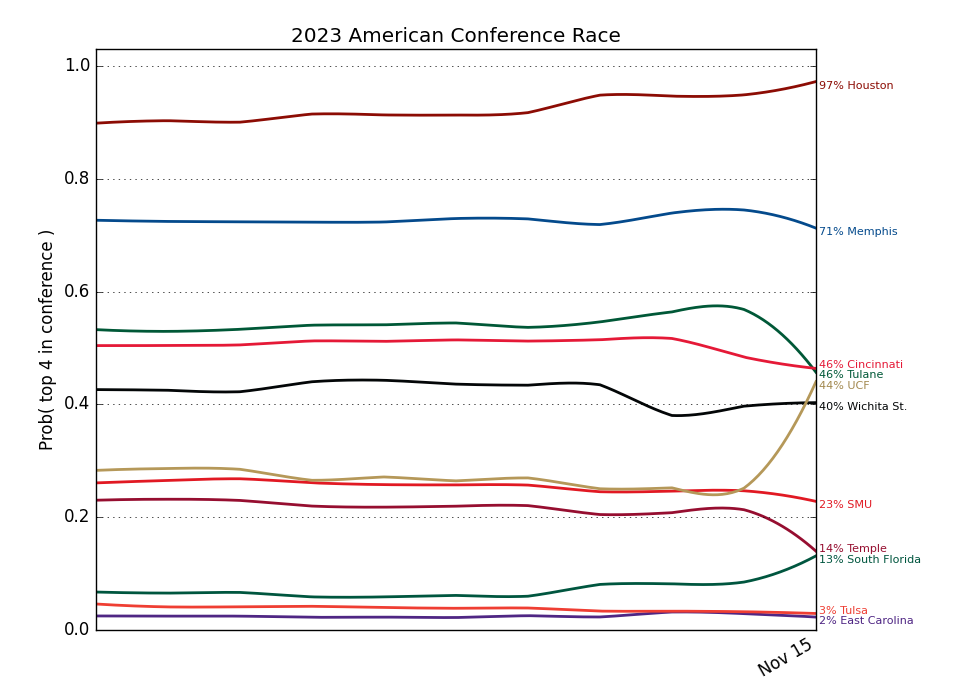 2023 American Conference Race
Prob( top 4 in conference )
1.0
0.8
0.6
0.4
0.2
0.0
97% Houston
71% Memphis
46% Cincinnati
46% Tulane
44% UCF
40% Wichita St.
23% SMU
14% Temple
13% South Florida
3% Tulsa
2% East Carolina
Nov 15